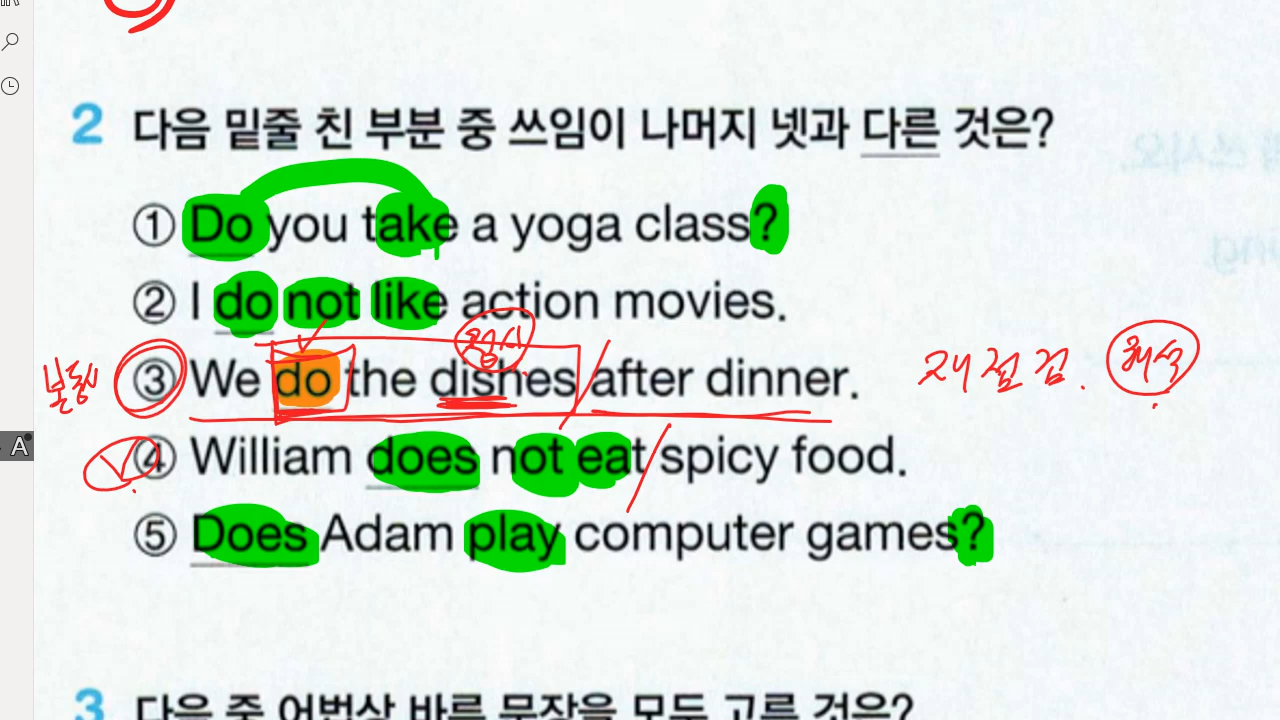 2 다음 밑줄 친 부분 중 쓰임이 나머지 넷과 다른 것은?
① Do you take a yoga class?
② I do not like action movies.
접시
본동 ③ We do the dishes after dinner. 재점검. 해석
④ William does not eat spicy food.
⑤ Does Adam play computer games?
3 다음 중 어법상 바른 문장을 모두 고른 것은?
A